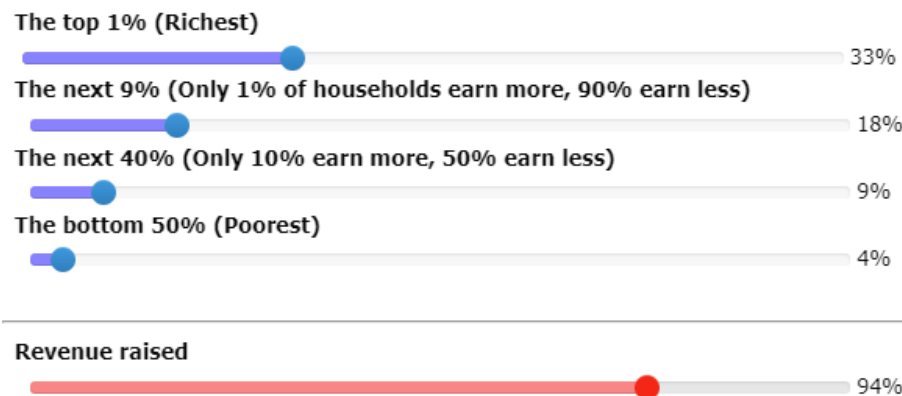 The top 1% (Richest)
33%
The next 9% (Only 1% of households earn more, 90% earn less)
18%
The next 40% (Only 10% earn more, 50% earn less)
9%
The bottom 50% (Poorest)
4%
Revenue raised
94%